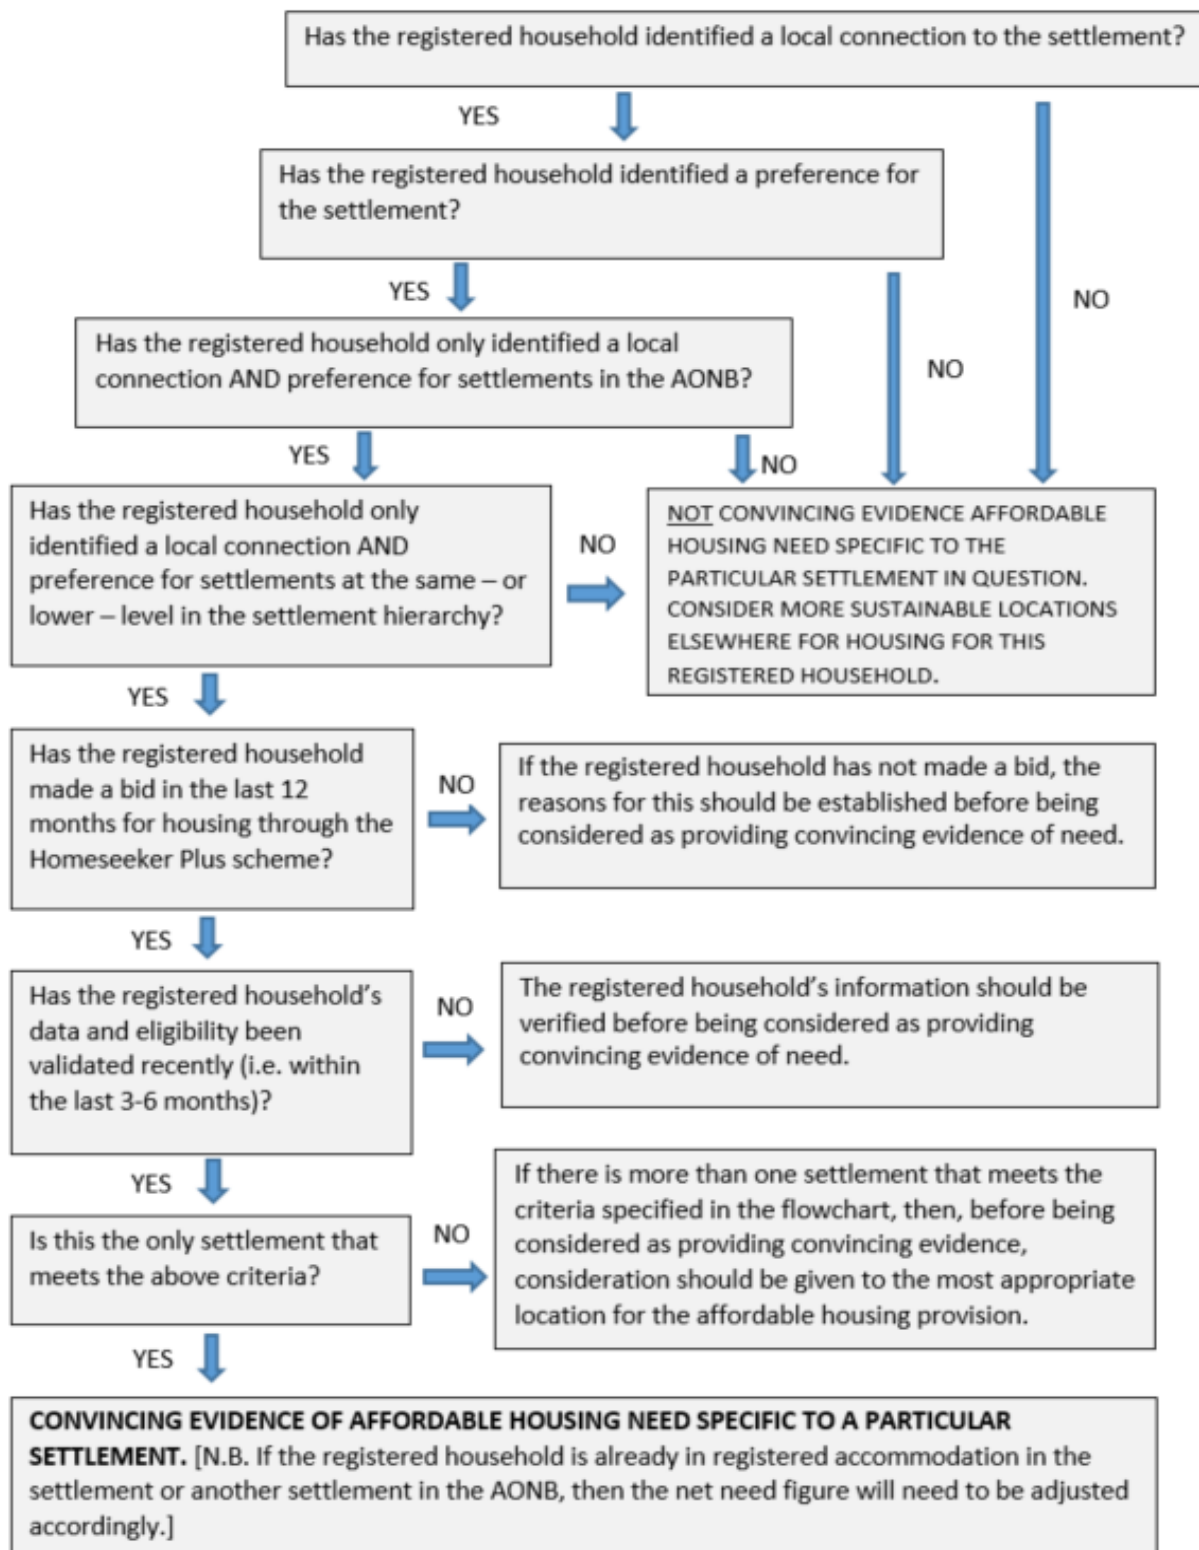 Has the registered household identified a local connection to the settlement?
YES
NO
Has the registered household identified a preference for
the settlement?
YES
NO
Has the registered household only identified a local
connection AND preference for settlements in the AONB?
YES
NO
Has the registered household only
identified a local connection AND
preference for settlements at the same – or
lower – level in the settlement hierarchy?
NO
NOT CONVINCING EVIDENCE AFFORDABLE
HOUSING NEED SPECIFIC TO THE
PARTICULAR SETTLEMENT IN QUESTION.
CONSIDER MORE SUSTAINABLE LOCATIONS
ELSEWHERE FOR HOUSING FOR THIS
REGISTERED HOUSEHOLD.
YES
Has the registered household
made a bid in the last 12
months for housing through the
Homeseeker Plus scheme?
NO
If the registered household has not made a bid, the
reasons for this should be established before being
considered as providing convincing evidence of need.
YES
Has the registered household’s
data and eligibility been
validated recently (i.e. within
the last 3-6 months)?
NO
The registered household’s information should be
verified before being considered as providing
convincing evidence of need.
YES
Is this the only settlement that
meets the above criteria?
NO
If there is more than one settlement that meets the
criteria specified in the flowchart, then, before being
considered as providing convincing evidence,
consideration should be given to the most appropriate
location for the affordable housing provision.
YES
CONVINCING EVIDENCE OF AFFORDABLE HOUSING NEED SPECIFIC TO A PARTICULAR
SETTLEMENT. [N.B. If the registered household is already in registered accommodation in the
settlement or another settlement in the AONB, then the net need figure will need to be adjusted
accordingly.]